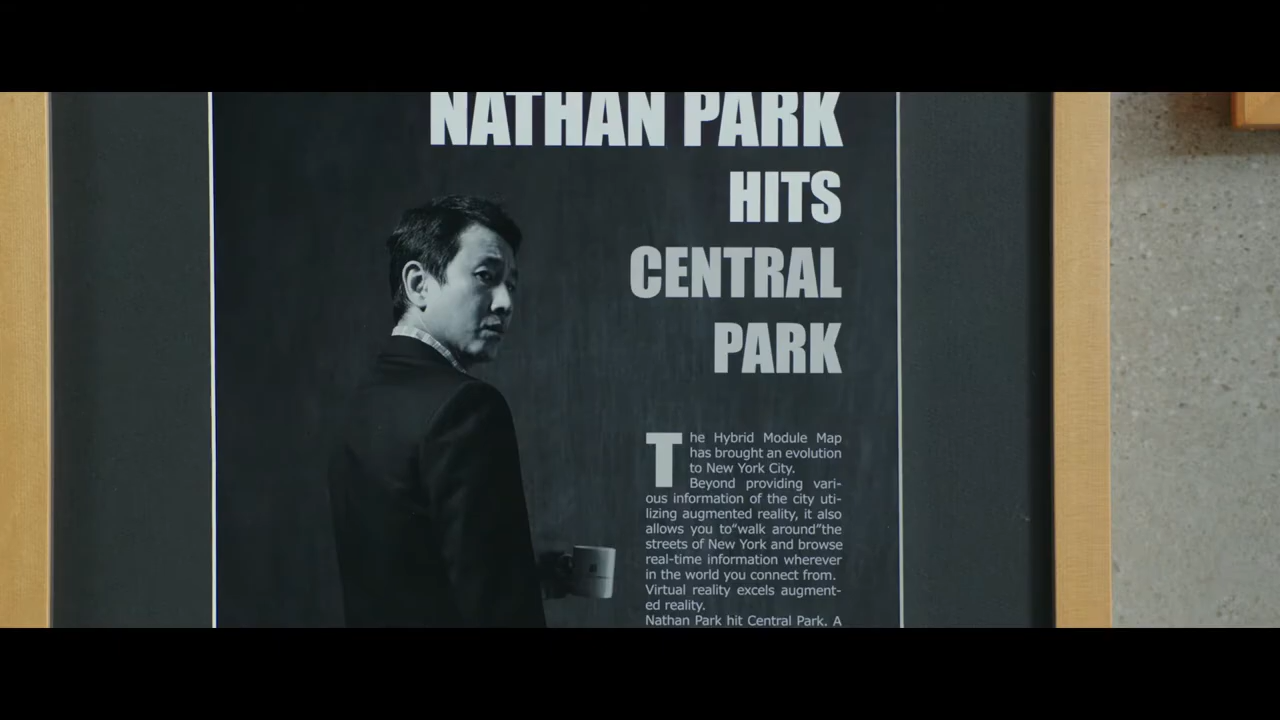 NATHAN PARK
HITS
CENTRAL
PARK
The Hybrid Module Map
has brought an evolution
to New York City.
Beyond providing vari-
ous information of the city uti-
lizing augmented reality, it also
allows you to“walk around”the
streets of New York and browse
real-time information wherever
in the world you connect from.
Virtual reality excels augment-
ed reality.
Nathan Park hit Central Park. A